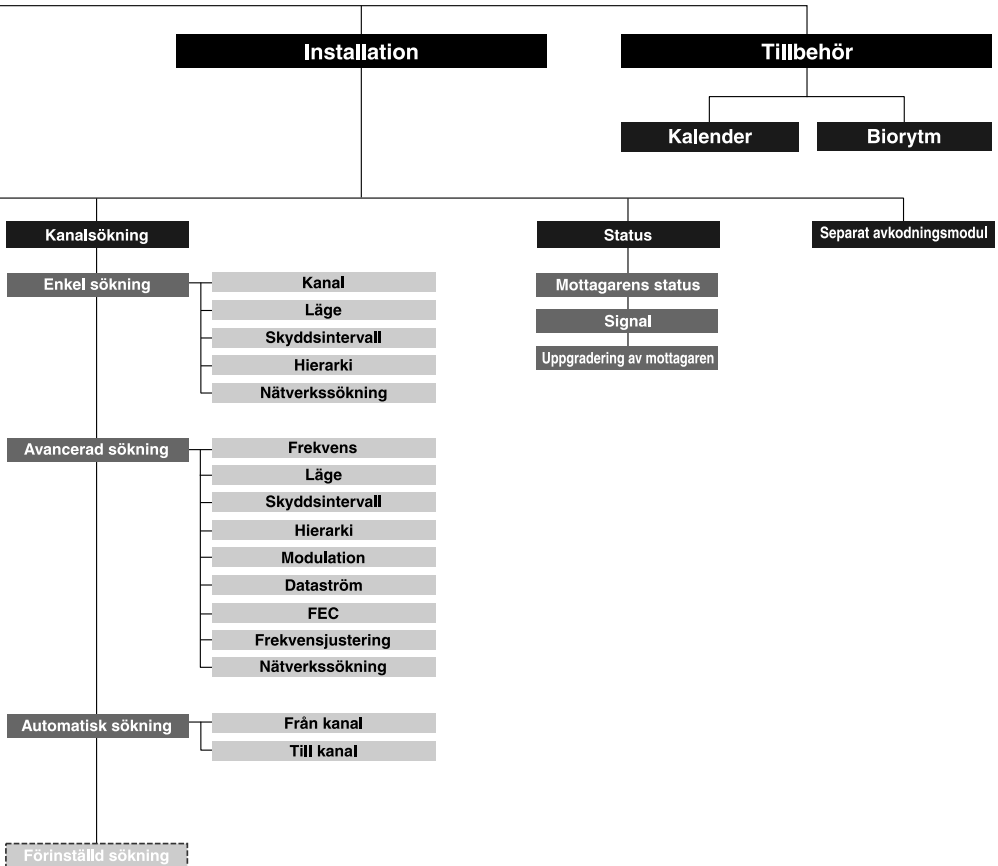 Installation
Tillbehör
Kalender
Biorytm
Kanalsökning
Status
Separat avkodningsmodul
Enkel sökning
Kanal
Läge
Skyddsintervall
Hierarki
Nätverkssökning
Mottagarens status
Signal
Uppgradering av mottagaren
Avancerad sökning
Frekvens
Läge
Skyddsintervall
Hierarki
Modulation
Dataström
FEC
Frekvensjustering
Nätverkssökning
Automatisk sökning
Från kanal
Till kanal
Förinställd sökning